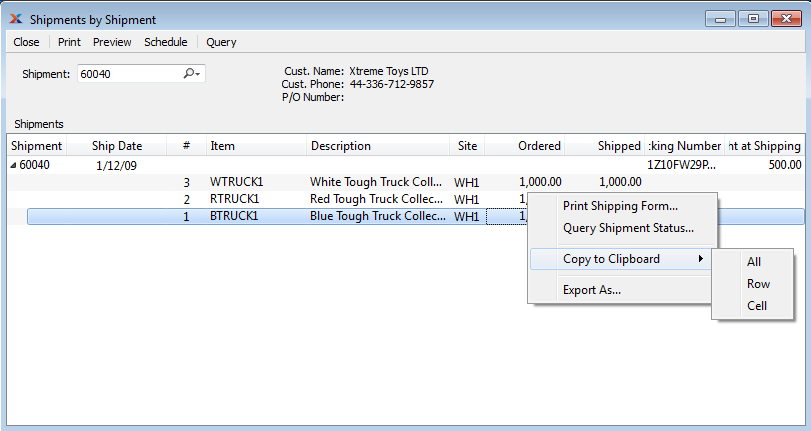 Shipments by Shipment
Close Print Preview Schedule Query
Shipment: 60040
Cust. Name: Xtreme Toys LTD
Cust. Phone: 44-336-712-9857
P/O Number:
Shipments
Shipment Ship Date # Item Description Site Ordered Shipped :king Number nt at Shipping
60040 1/12/09 1Z10FW29P... 500.00
3 WTRUCK1 White Tough Truck Coll... WH1 1,000.00 1,000.00
2 RTRUCK1 Red Tough Truck Collec... WH1 1,
1 BTRUCK1 Blue Tough Truck Collec... WH1 1,
Print Shipping Form...
Query Shipment Status...
Copy to Clipboard
Export As...
All
Row
Cell